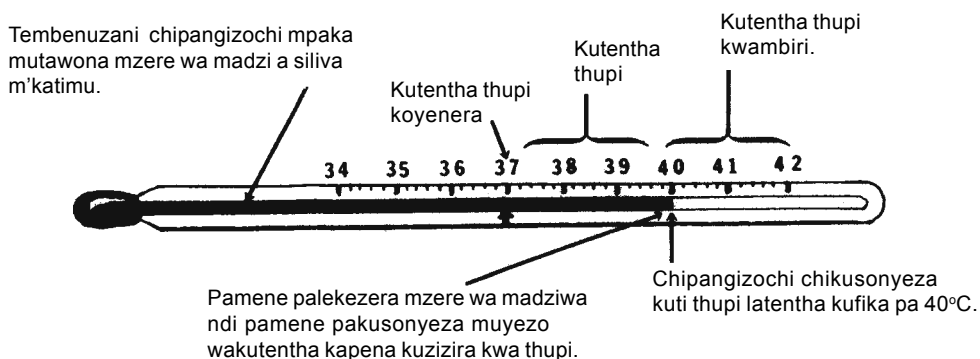 Tembenuzani chipangizochi mpaka
mutawona mzere wa madzi a siliva
m'katimu.
Kutentha thupi
koyenera
Kutentha
thupi
Kutentha thupi
kwambiri.
34 35 36 37 38 39 40 41 42
Pamene palekezera mzere wa madziwa
ndi pamene pakusonyeza muyezo
wakutentha kapena kuzizira kwa thupi.
Chipangizochi chikusonyeza
kuti thupi latentha kufika pa 40°C.